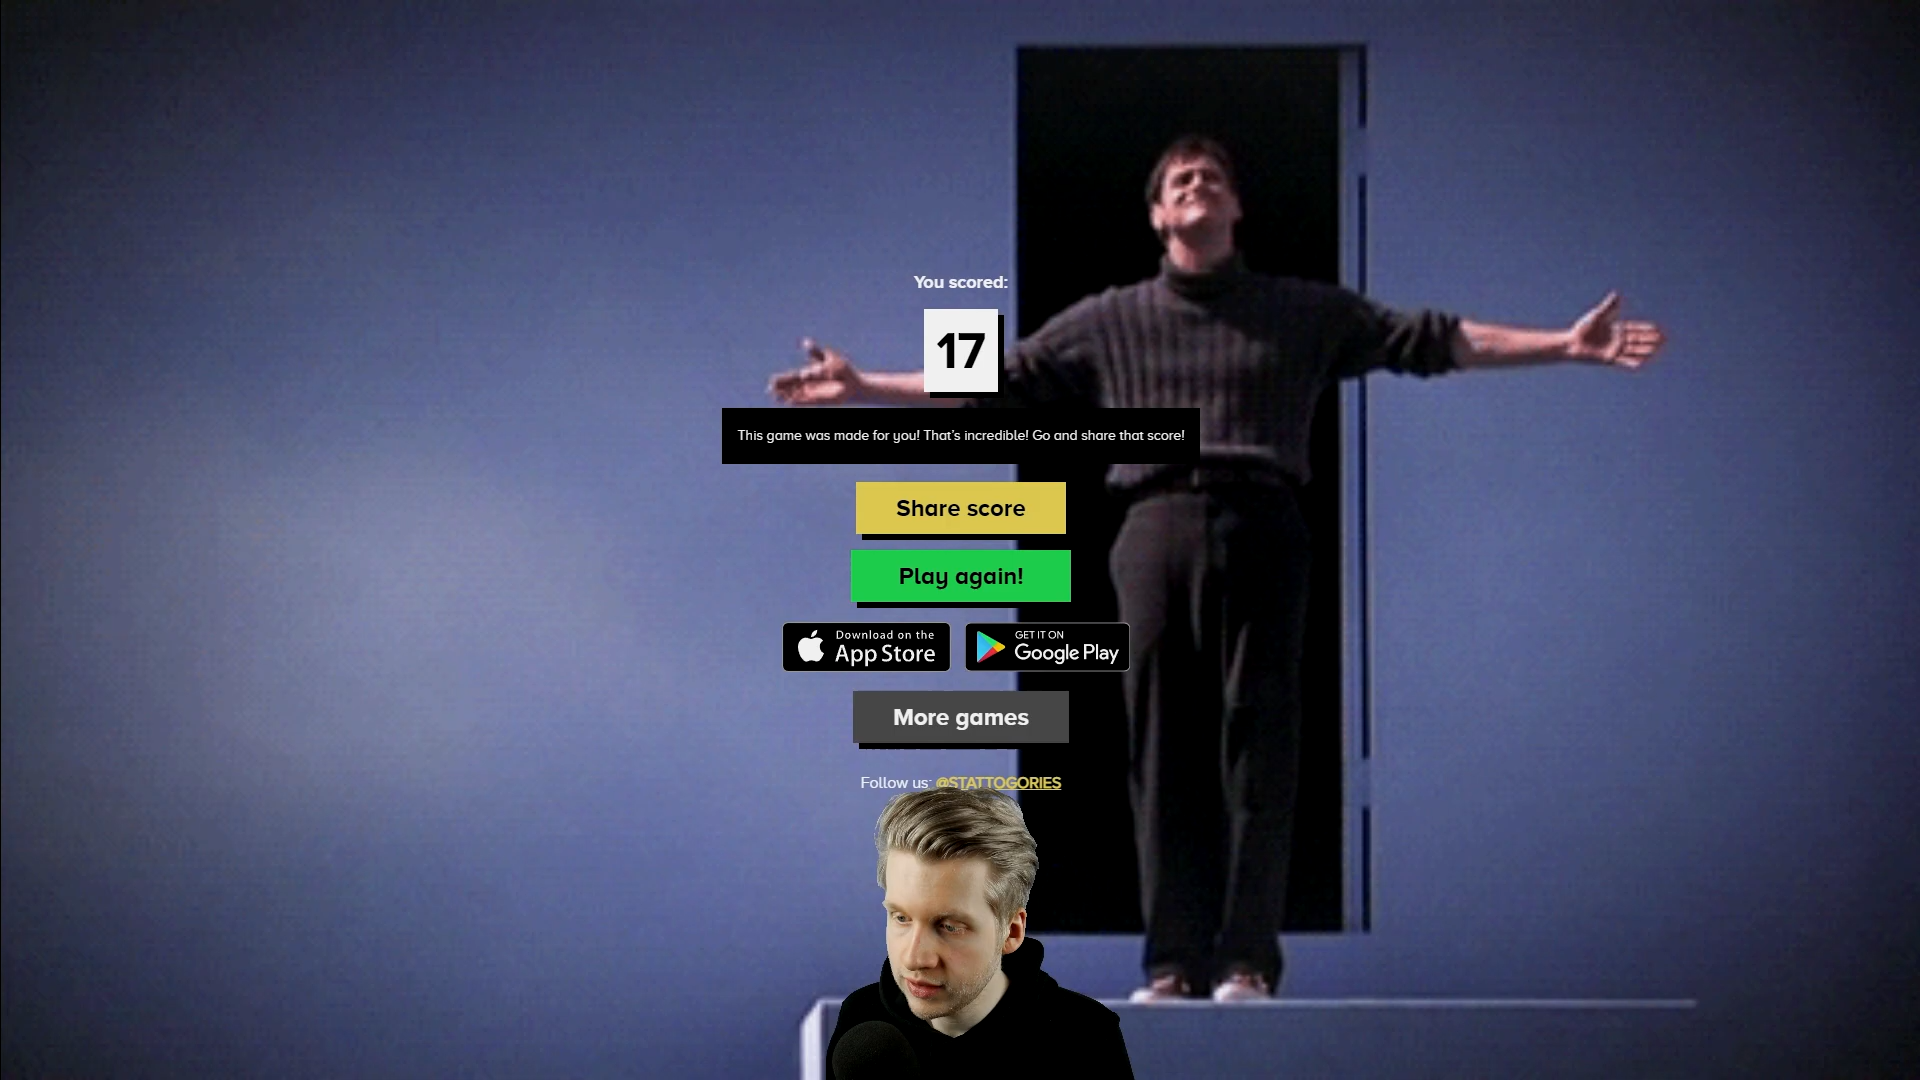 You scored:
17
This game was made for you! That's incredible! Go and share that score!
Share score
Play again!
Download on the
App Store
GET IT ON
Google Play
More games
Follow us: @STATTOGORIES